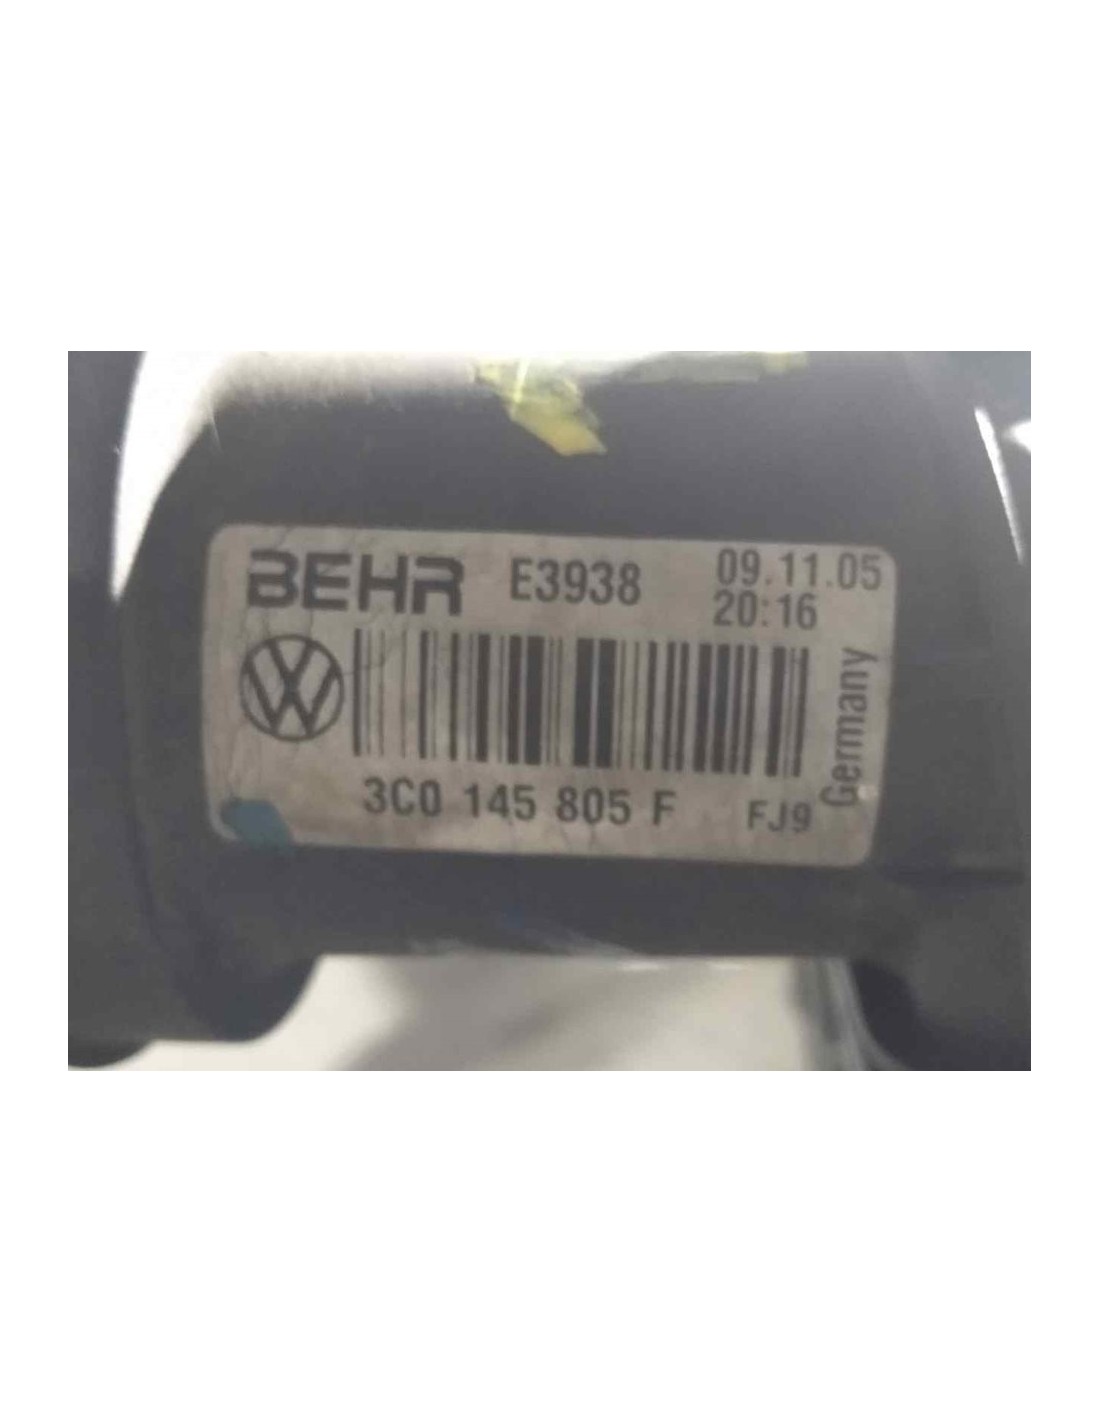 BEHR E3938 09.11.05
20:16
Germany
3C0 145 805 F FJ9